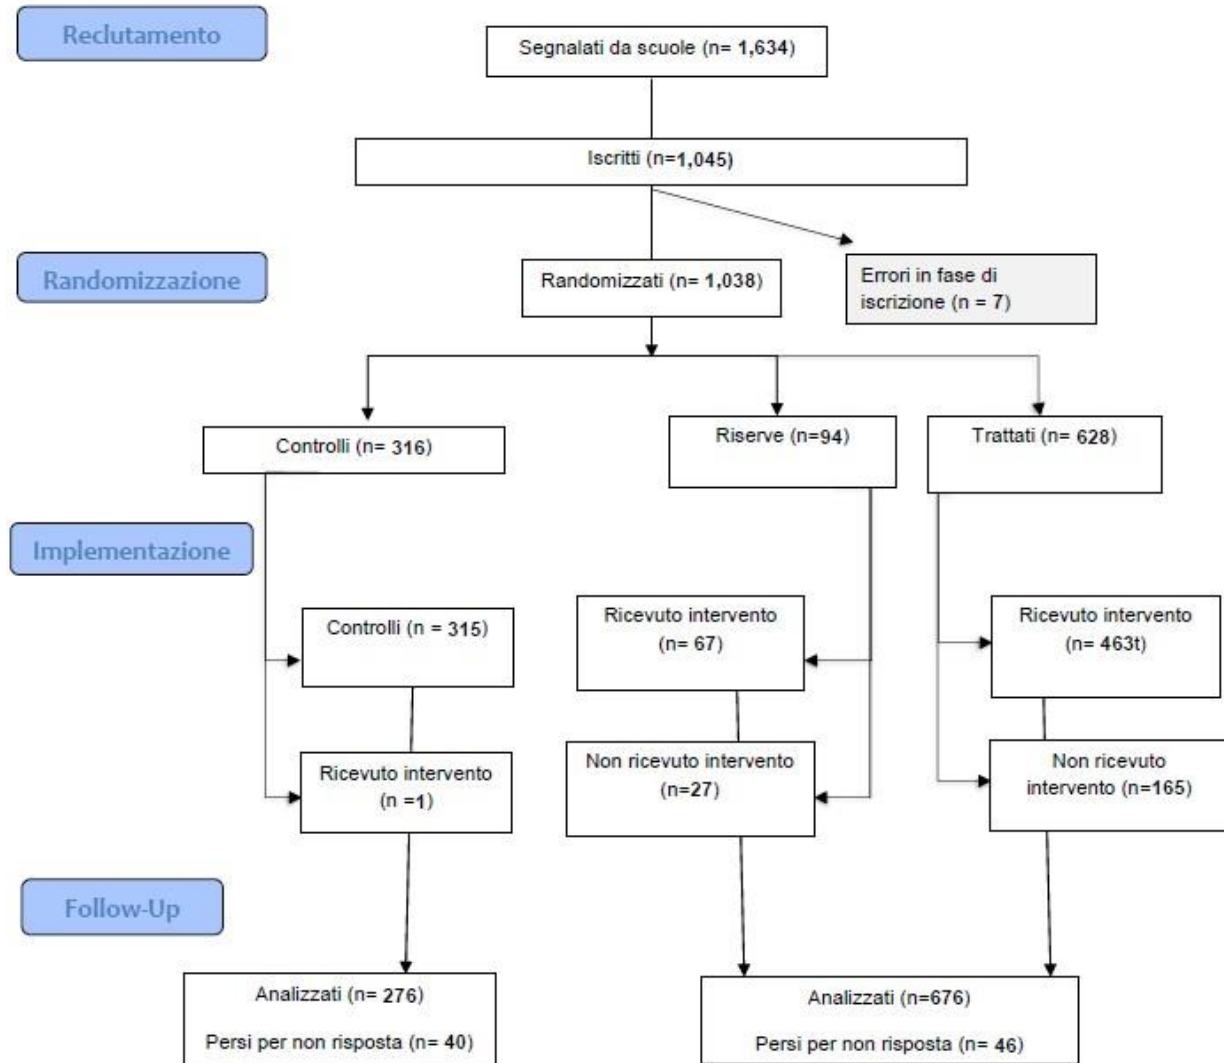 Reclutamento
Segnalati da scuole (n= 1,634)
Iscritti (n=1,045)
Randomizzazione
Randomizzati (n= 1,038)
Errori in fase di
iscrizione (n = 7)
Controlli (n= 316)
Riserve (n=94)
Trattati (n= 628)
Implementazione
Controlli (n = 315)
Ricevuto intervento
(n= 67)
Ricevuto intervento
(n= 463t)
Ricevuto intervento
(n =1)
Non ricevuto intervento
(n=27)
Non ricevuto
intervento (n=165)
Follow-Up
Analizzati (n= 276)
Persi per non risposta (n= 40)
Analizzati (n=676)
Persi per non risposta (n= 46)